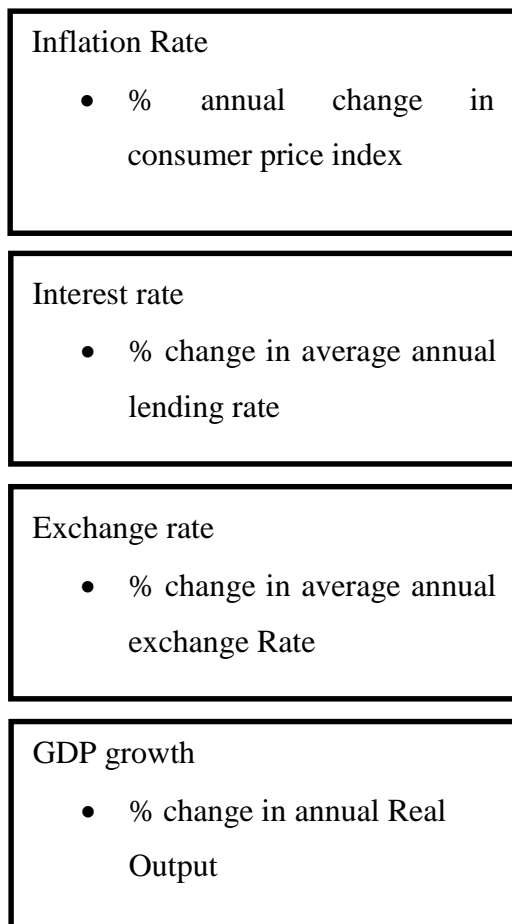 Inflation Rate
• % annual change in
consumer price index
Interest rate
• % change in average annual
lending rate
Exchange rate
• % change in average annual
exchange Rate
GDP growth
• % change in annual Real
Output